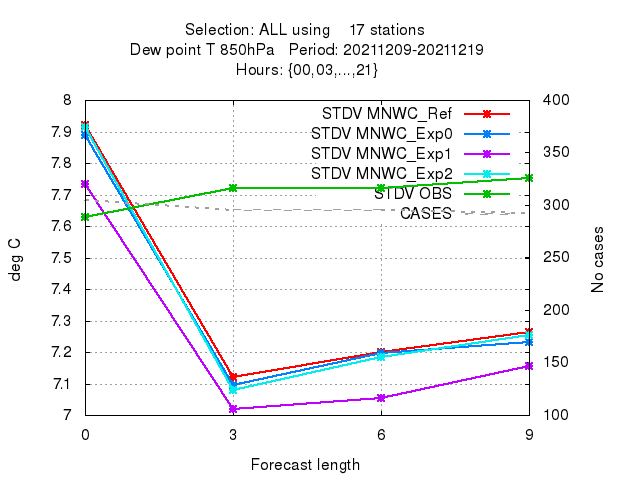 Selection: ALL using 17 stations
Dew point T 850hPa Period: 20211209-20211219
Hours: {00,03,...,21}
STDV MNWC_Ref
STDV MNWC_Exp0
STDV MNWC_Exp1
STDV MNWC_Exp2
STDV OBS
CASES
8
7.9
7.8
7.7
7.6
7.5
7.4
7.3
7.2
7.1
7
deg C
400
350
300
250
200
150
100
No cases
0 3 6 9
Forecast length